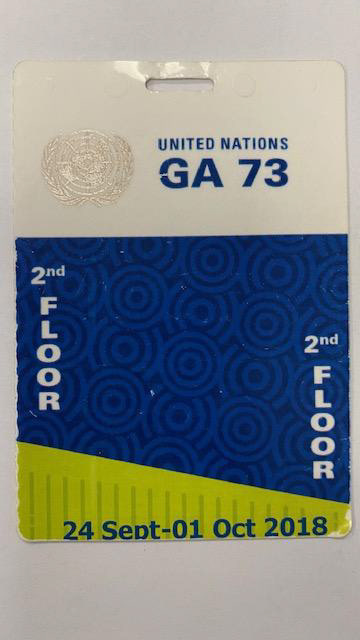 UNITED NATIONS
GA 73
2nd
FLOOR
2nd
FLOOR
24 Sept-01 Oct 2018